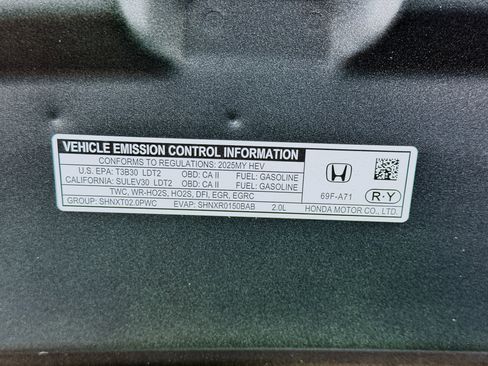 VEHICLE EMISSION CONTROL INFORMATION
CONFORMS TO REGULATIONS: 2025MY HEV
U.S. EPA: T3B30 LDT2 OBD: CA II FUEL: GASOLINE
CALIFORNIA: SULEV30 LDT2 OBD: CA II FUEL: GASOLINE
TWC, WR-HO2S, HO2S, DFI, EGR, EGRC
GROUP: SHNXT02.0PWC EVAP: SHNXR0150BAB 2.0L
69F-A71
R·Y
HONDA MOTOR CO., LTD.